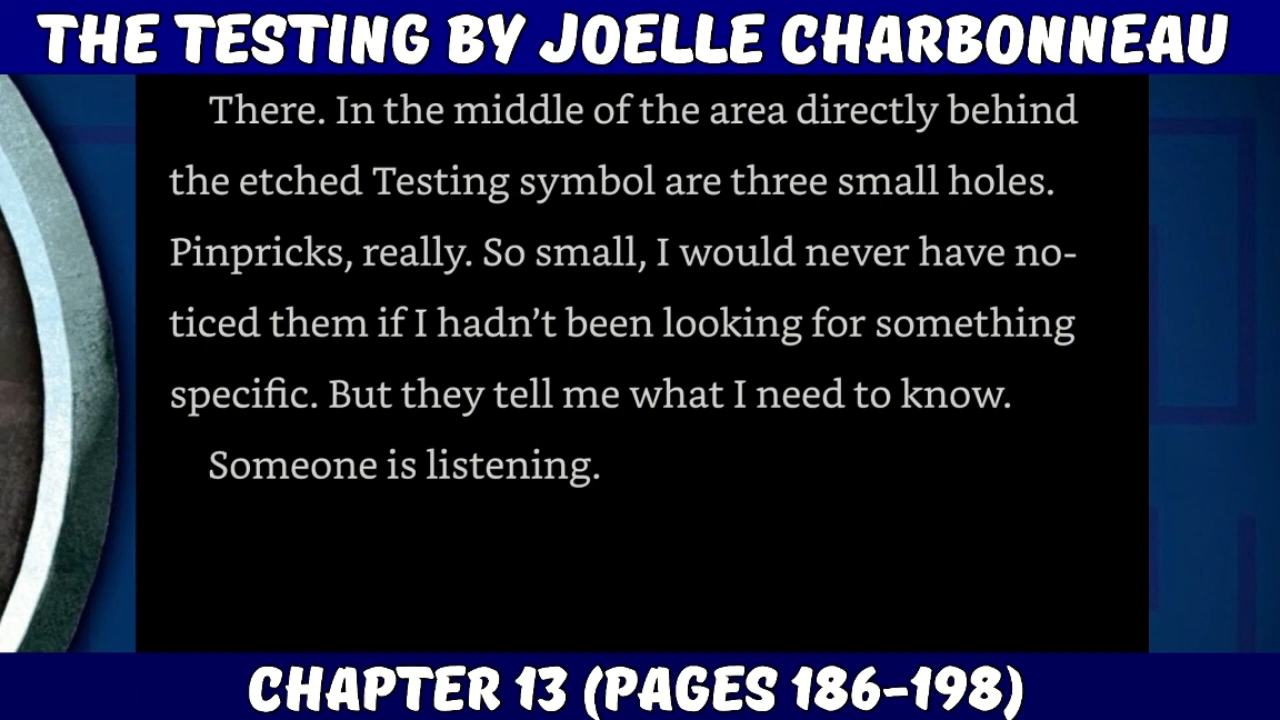 THE TESTING BY JOELLE CHARBONNEAU
There. In the middle of the area directly behind
the etched Testing symbol are three small holes.
Pinpricks, really. So small, I would never have no-
ticed them if I hadn’t been looking for something
specific. But they tell me what I need to know.
Someone is listening.
CHAPTER 13 (PAGES 186-198)